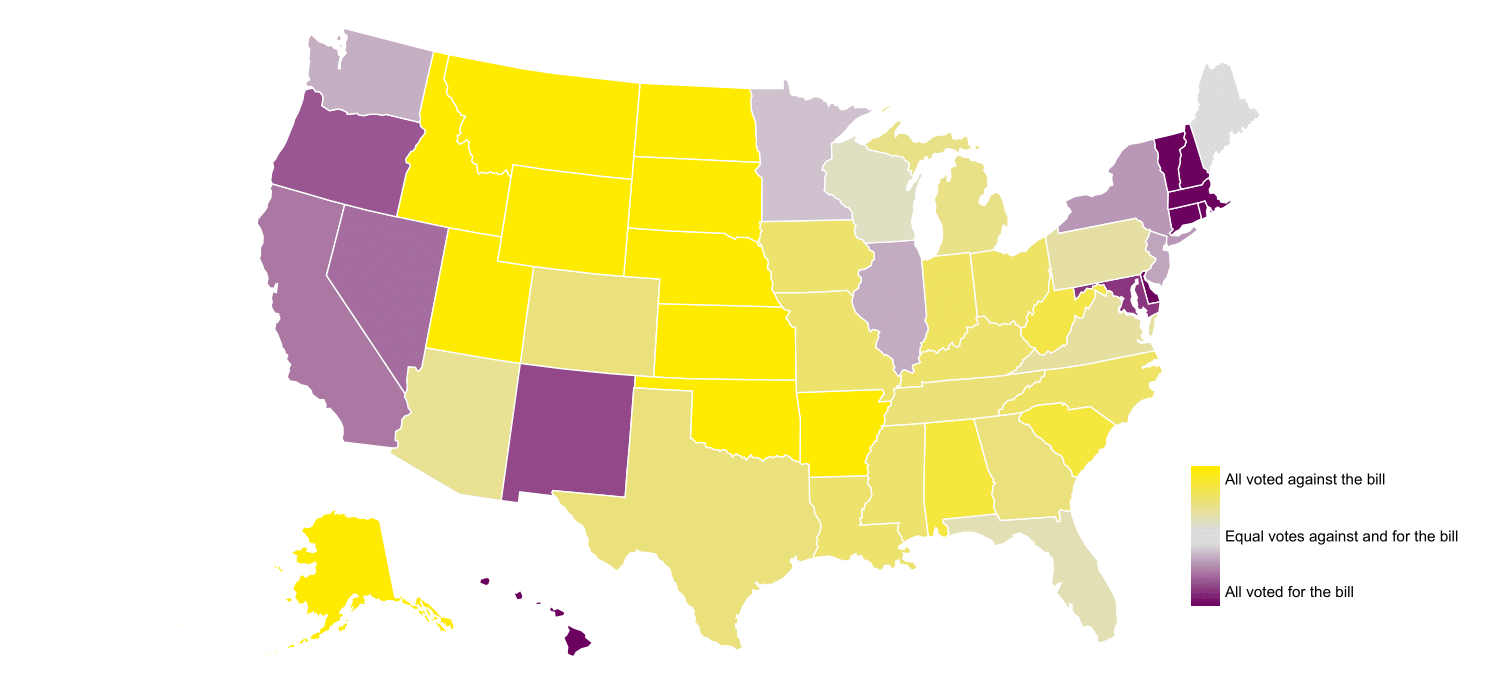 All voted against the bill
Equal votes against and for the bill
All voted for the bill